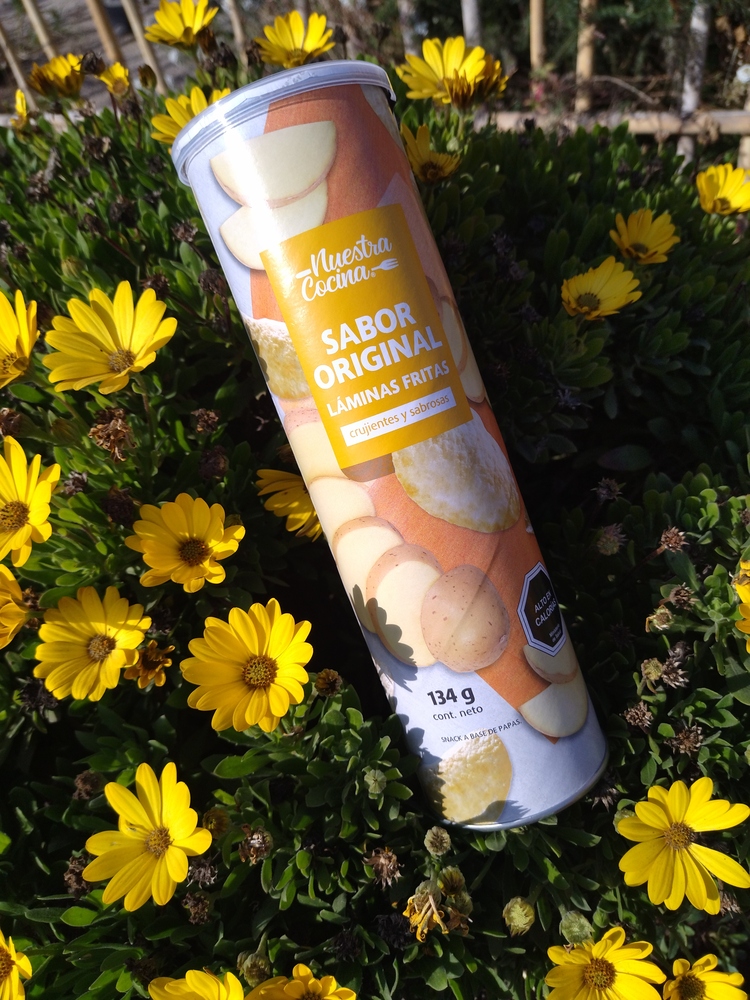 Nuestra
Cocina
SABOR
ORIGINAL
LÁMINAS FRITAS
crujientes y sabrosas
ALTO EN
CALORÍAS
134 g
cont. neto
SNACK A BASE DE PAPAS